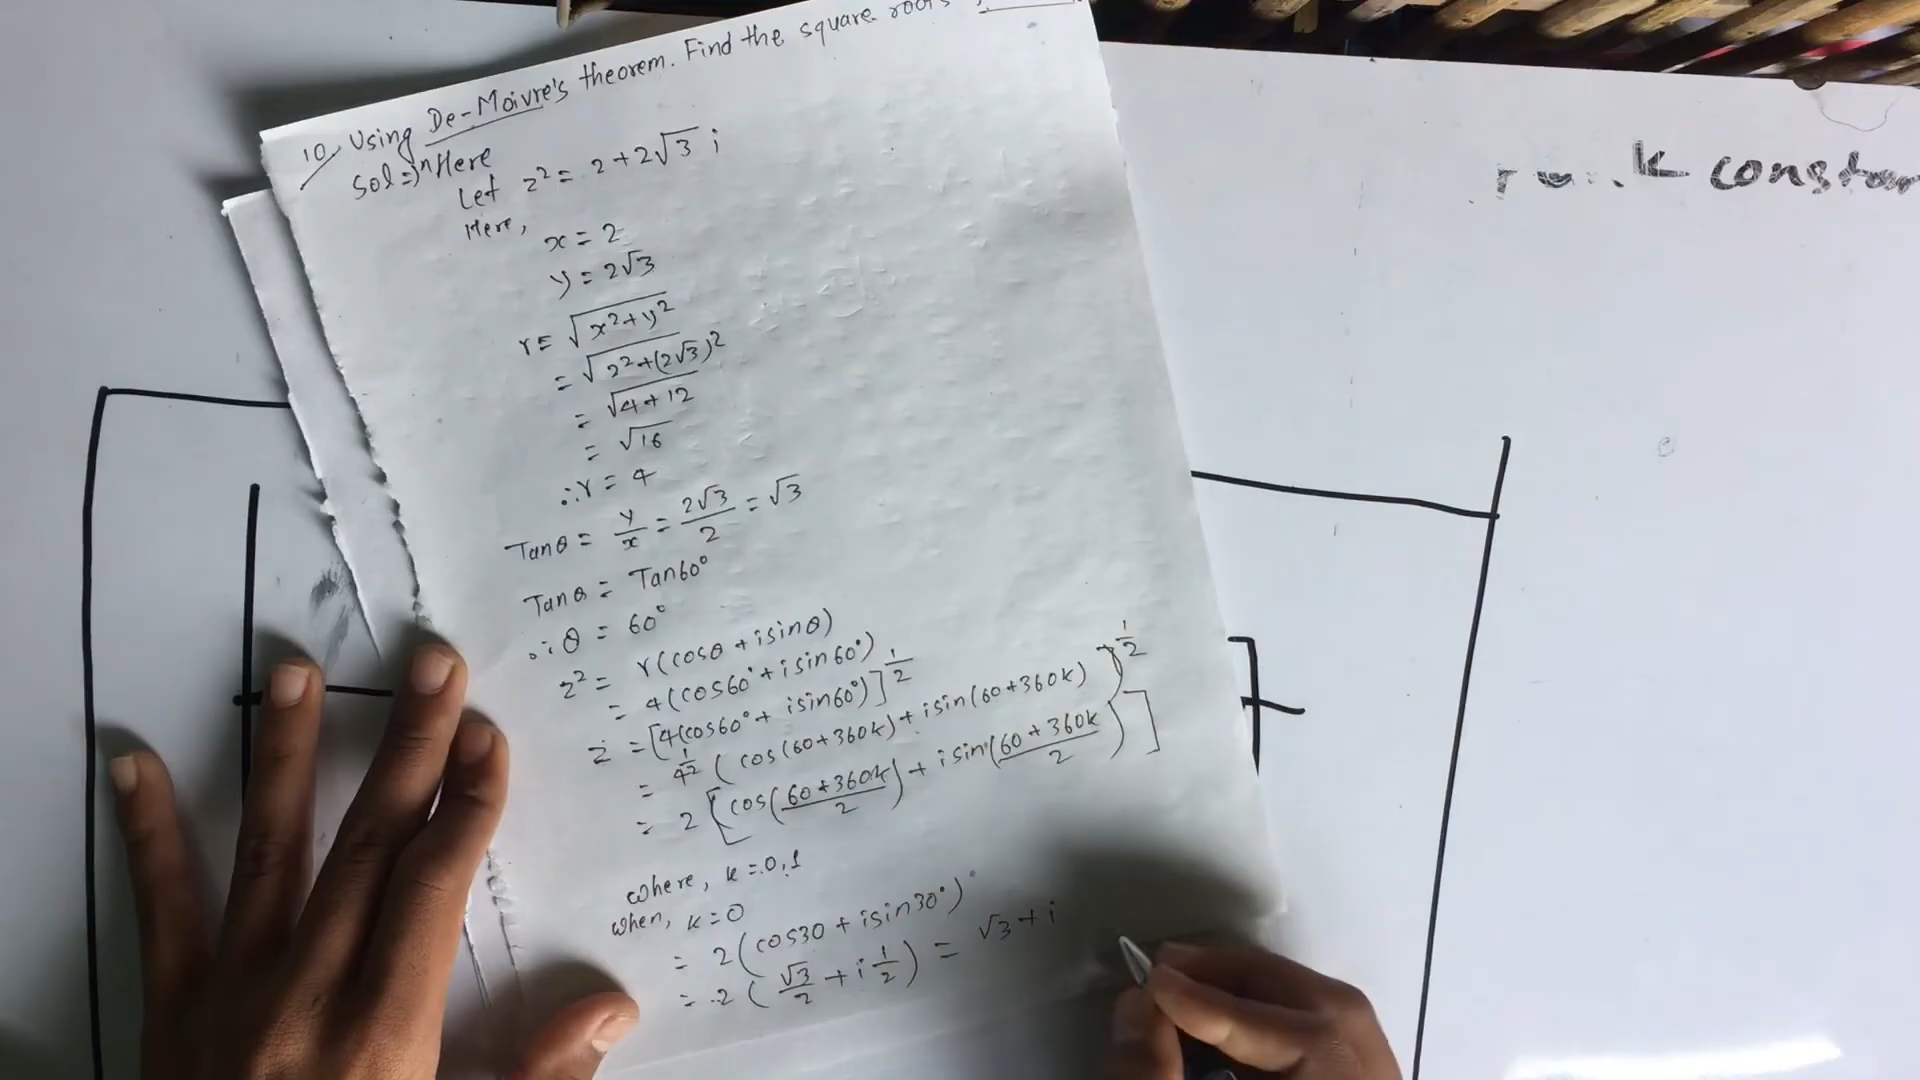 10, Using De-Moivre's theorem. Find the square roots
Solⁿ⇒ Here
Let z² = 2 + 2√3 i
Here,
x = 2
y = 2√3
r = √x²+y²
= √2²+(2√3)²
= √4+12
= √16
∴ r = 4
Tanθ = y/x = 2√3/2 = √3
Tanθ = Tan60°
∴ θ = 60°
z² = r(cosθ + isinθ)
= 4(cos60° + isin60°)
z = [4(cos60° + isin60°)]^1/2
= 4^1/2 (cos(60+360k) + isin(60+360k))^1/2
= 2[cos(60+360k/2) + isin(60+360k/2)]
where, k = 0,1
when, k = 0
= 2(cos30 + isin30°)
= 2(√3/2 + i 1/2) = √3 + i
k constan